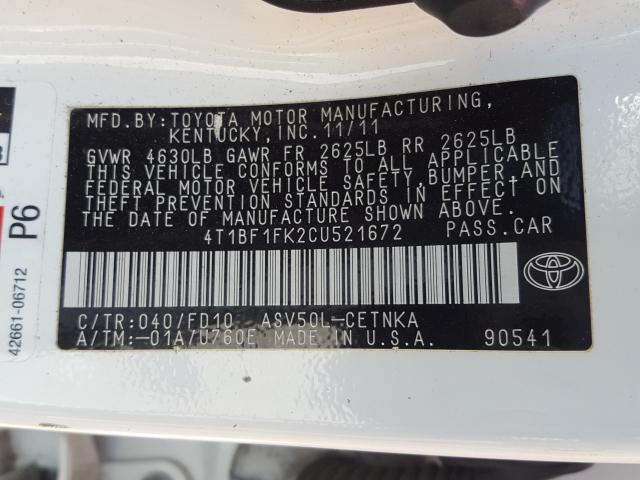 MFD.BY:TOYOTA MOTOR MANUFACTURING,
KENTUCKY, INC.11/11
GVWR 4630LB GAWR FR 2625LB RR 2625LB
THIS VEHICLE CONFORMS TO ALL APPLICABLE
FEDERAL MOTOR VEHICLE SAFETY, BUMPER, AND
THEFT PREVENTION STANDARDS IN EFFECT ON
THE DATE OF MANUFACTURE SHOWN ABOVE.
4T1BF1FK2CU521672 PASS.CAR
C/TR:040/FD10 ASV50L-CETNKA
A/TM:-01A/U760E MADE IN U.S.A. 90541
P6
42661-06712